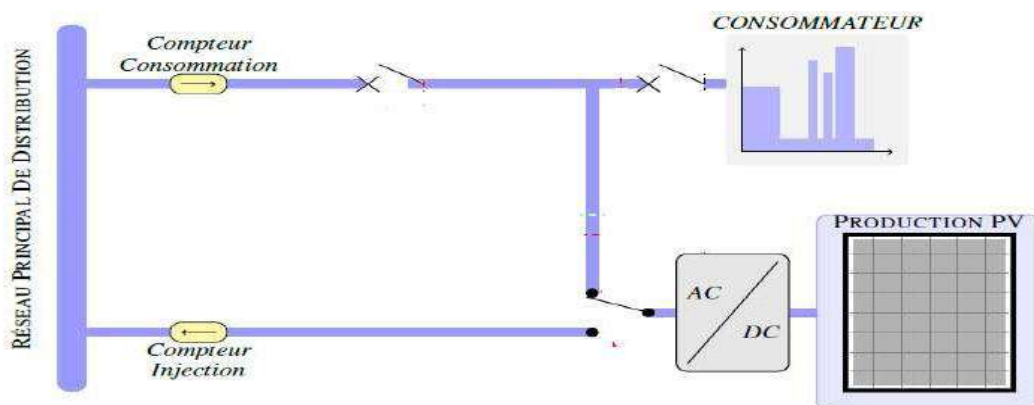 CONSOMMATEUR
Compteur
Consommation
RÉSEAU PRINCIPAL DE DISTRIBUTION
PRODUCTION PV
AC
DC
Compteur
Injection